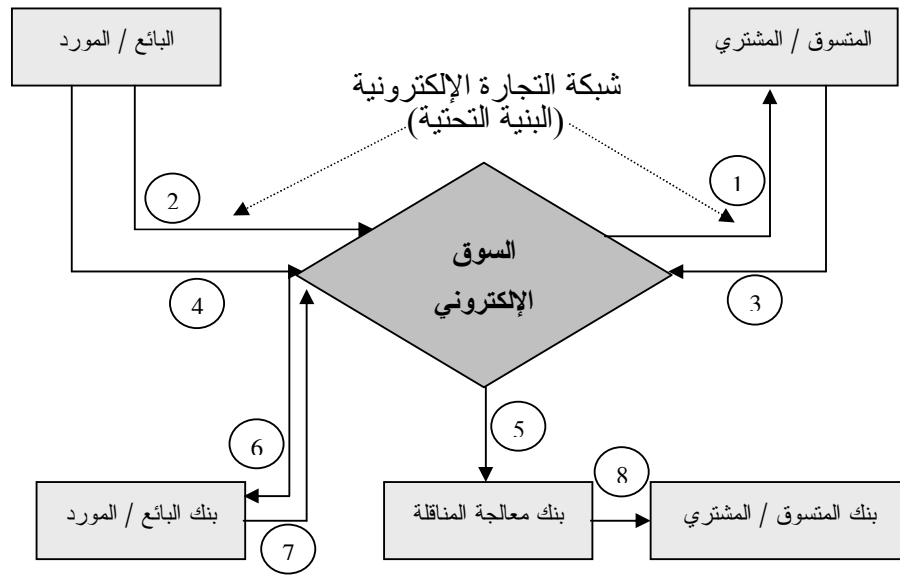 المتسوق / المشتري
البائع / المورد
شبكة التجارة الإلكترونية
(البنية التحتية)
1
2
السوق
الإلكتروني
3
4
5
6
7
8
بنك المتسوق / المشتري
بنك معالجة المناقلة
بنك البائع / المورد